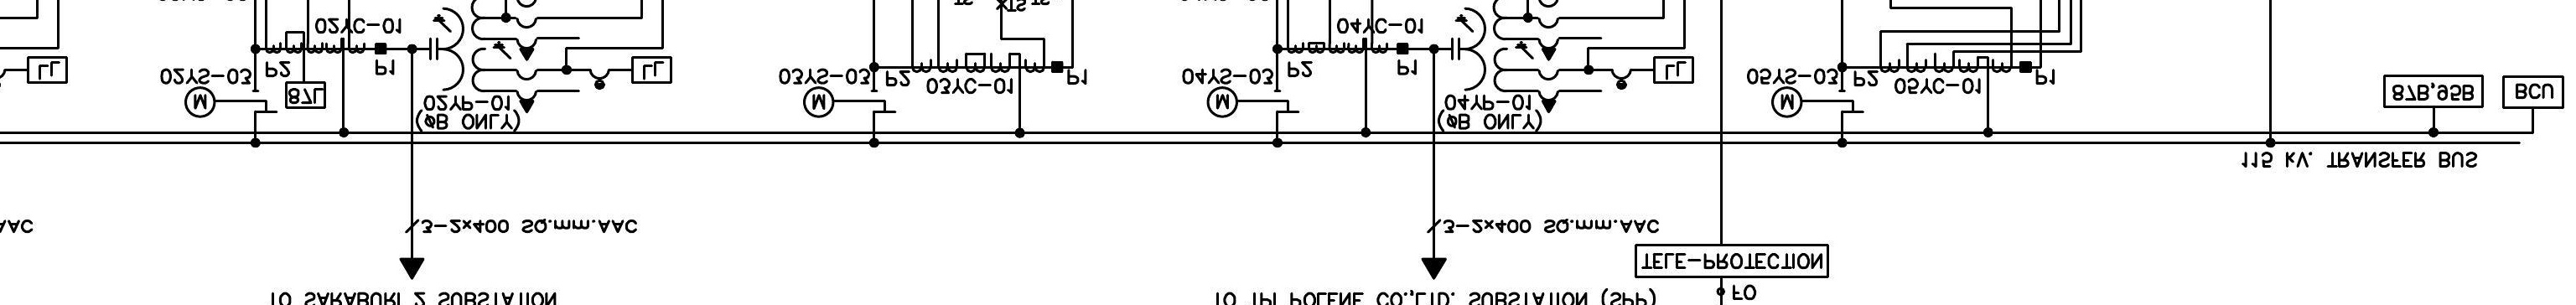 02YC-01
XTS
04YC-01
P2
P1
P2
P1
P2
P1
P2
P1
LL
02YS-03
87L
LL
03YS-03
03YC-01
04YS-03
LL
05YS-03
05YC-01
M
02YP-01
(øB ONLY)
M
M
04YP-01
(øB ONLY)
M
87B,95B
BCU
115 kV. TRANSFER BUS
AAC
3-2x400 SQ.mm.AAC
3-2x400 SQ.mm.AAC
TELE-PROTECTION
TO SARABURI 2 SUBSTATION
TO TPI POLENE CO.,LTD. SUBSTATION (SPP)
FO